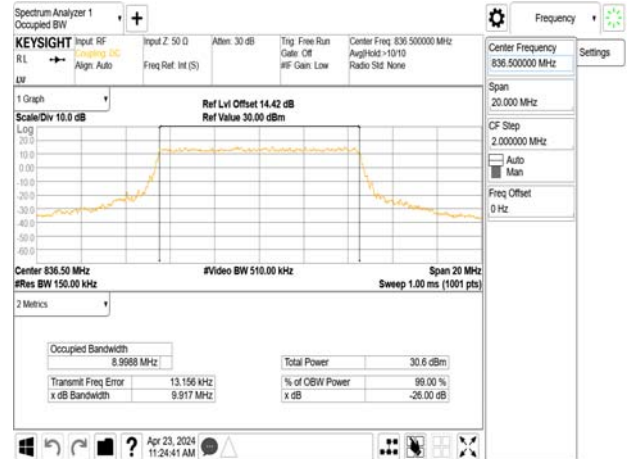 Spectrum Analyzer 1
Occupied BW
Frequency
KEYSIGHT
Input: RF
Coupling: DC
Align: Auto
Input Z: 50 Ω
Freq Ref: Int (S)
Atten: 30 dB
Trig: Free Run
Gate: Off
#IF Gain: Low
Center Freq: 836.500000 MHz
Avg|Hold:>10/10
Radio Std: None
RL
LW
Center Frequency
836.500000 MHz
Settings
Span
20.000 MHz
CF Step
2.000000 MHz
Auto
Man
Freq Offset
0 Hz
1 Graph
Scale/Div 10.0 dB
Ref Lvl Offset 14.42 dB
Ref Value 30.00 dBm
Log
20.0
10.0
0.00
-10.0
-20.0
-30.0
-40.0
-50.0
-60.0
Center 836.50 MHz
#Video BW 510.00 kHz
Span 20 MHz
#Res BW 150.00 kHz
Sweep 1.00 ms (1001 pts)
2 Metrics
Occupied Bandwidth
8.9988 MHz
Total Power 30.6 dBm
Transmit Freq Error 13.156 kHz
% of OBW Power 99.00 %
x dB Bandwidth 9.917 MHz
x dB -26.00 dB
?
Apr 23, 2024
11:24:41 AM